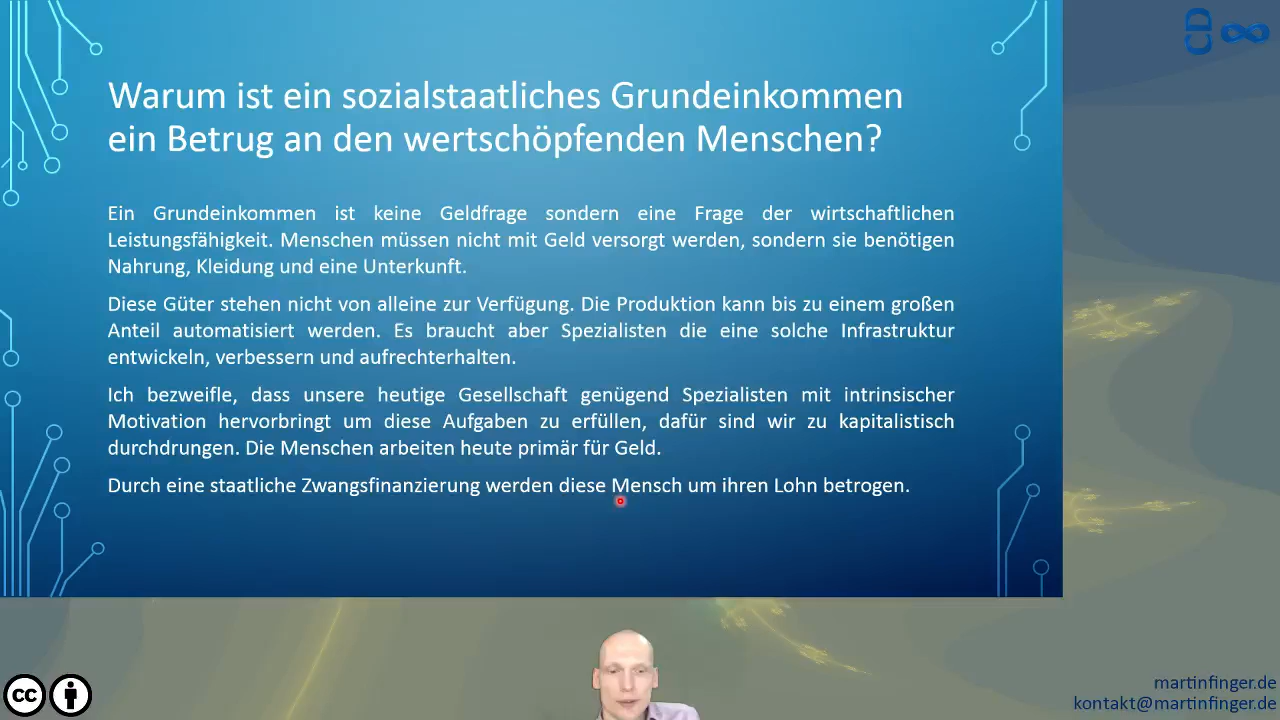 Warum ist ein sozialstaatliches Grundeinkommen
ein Betrug an den wertschöpfenden Menschen?
Ein Grundeinkommen ist keine Geldfrage sondern eine Frage der wirtschaftlichen
Leistungsfähigkeit. Menschen müssen nicht mit Geld versorgt werden, sondern sie benötigen
Nahrung, Kleidung und eine Unterkunft.
Diese Güter stehen nicht von alleine zur Verfügung. Die Produktion kann bis zu einem großen
Anteil automatisiert werden. Es braucht aber Spezialisten die eine solche Infrastruktur
entwickeln, verbessern und aufrechterhalten.
Ich bezweifle, dass unsere heutige Gesellschaft genügend Spezialisten mit intrinsischer
Motivation hervorbringt um diese Aufgaben zu erfüllen, dafür sind wir zu kapitalistisch
durchdrungen. Die Menschen arbeiten heute primär für Geld.
Durch eine staatliche Zwangsfinanzierung werden diese Mensch um ihren Lohn betrogen.
CD
cc
martinfinger.de
kontakt@martinfinger.de